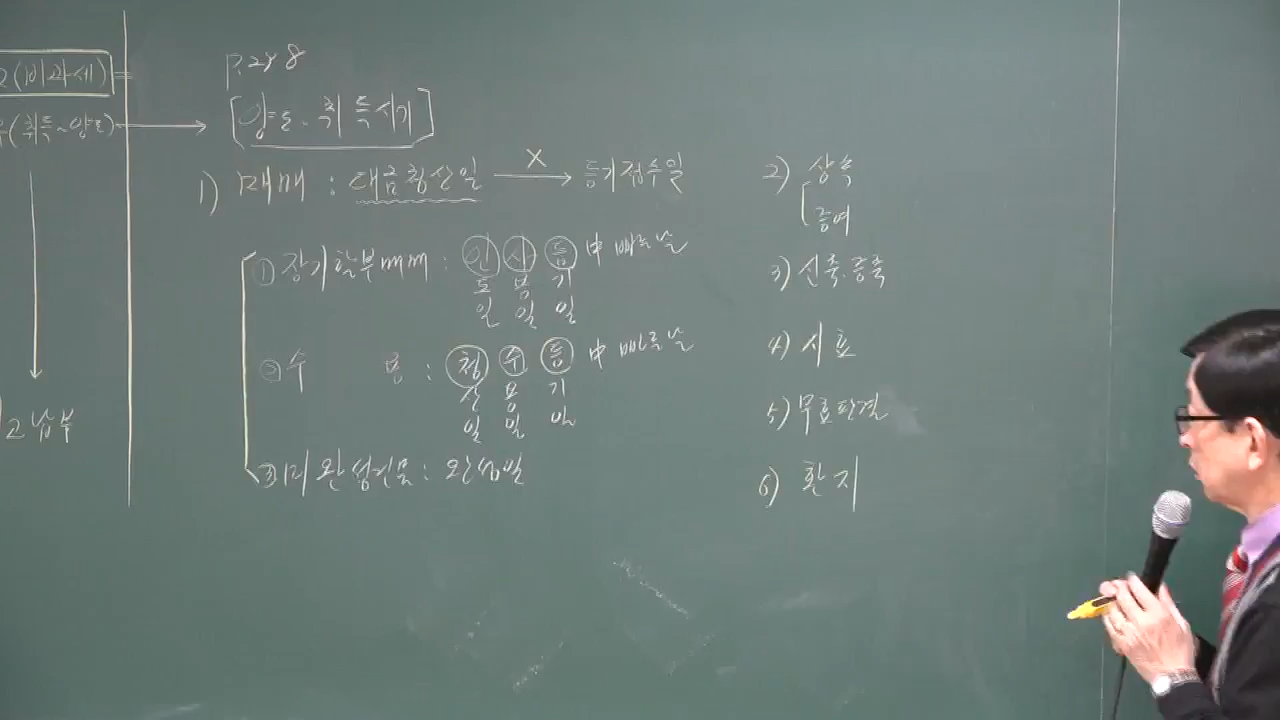 2(비과세)
(취득~양도)
고납부
P.248
[양도·취득시기]
1) 매매 : 대금청산일 X→ 등기접수일
① 장기할부매매 : 인 사 등 中 빠른날
도 용 기
일 일 일
② 수 용 : 청 수 등 中 빠른날
산 용 기
일 일 일
③ 미완성건물 : 완성일
2) 상속
증여
3) 신축·증축
4) 시효
5) 무효판결
6) 환지